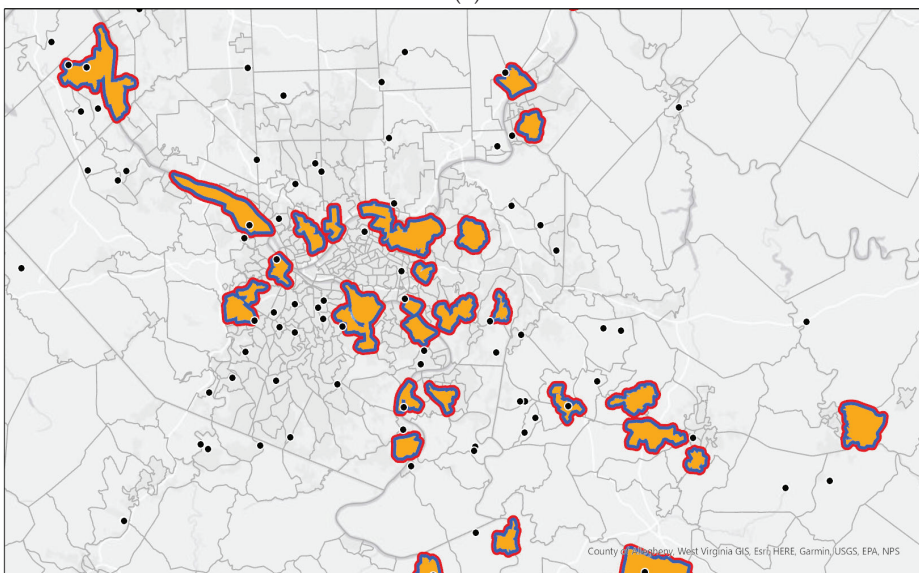 County of Allegheny, West Virginia GIS, Esri, HERE, Garmin, USGS, EPA, NPS